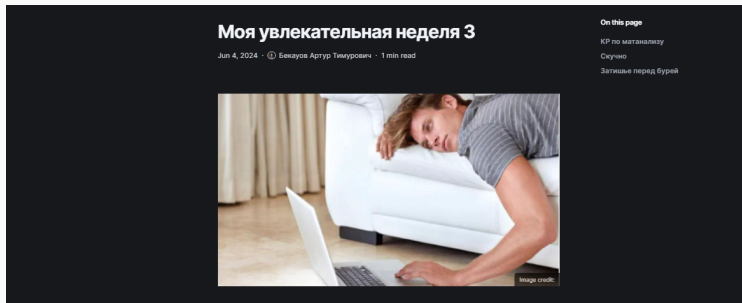 Моя увлекательная неделя 3
Jun 4, 2024 · Бекауов Артур Тимурович · 1 min read
On this page
КР по матанализу
Скучно
Затишье перед бурей
Image credit: